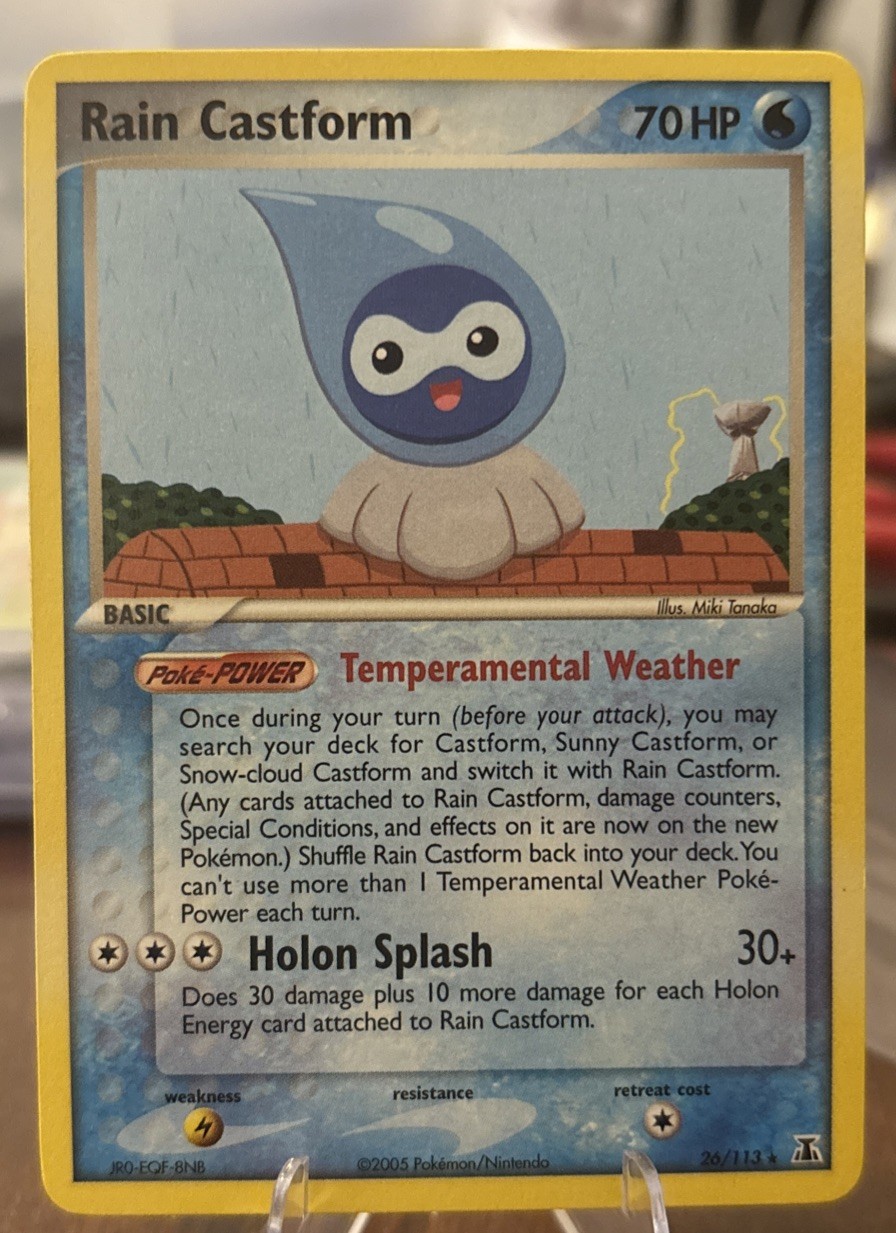 Rain Castform 70 HP
BASIC Illus. Miki Tanaka
Poké-POWER Temperamental Weather
Once during your turn (before your attack), you may
search your deck for Castform, Sunny Castform, or
Snow-cloud Castform and switch it with Rain Castform.
(Any cards attached to Rain Castform, damage counters,
Special Conditions, and effects on it are now on the new
Pokémon.) Shuffle Rain Castform back into your deck. You
can't use more than 1 Temperamental Weather Poké-
Power each turn.
Holon Splash 30+
Does 30 damage plus 10 more damage for each Holon
Energy card attached to Rain Castform.
weakness resistance retreat cost
JR0-EQF-8NB ©2005 Pokémon/Nintendo 26/113 ★